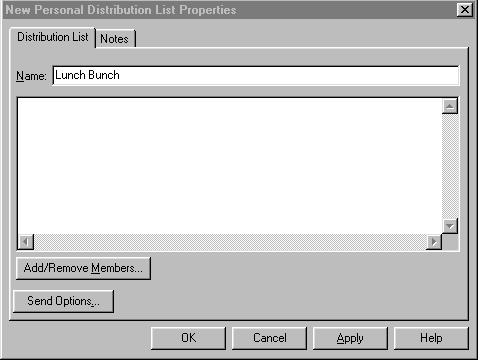 New Personal Distribution List Properties
Distribution List Notes
Name: Lunch Bunch
Add/Remove Members...
Send Options...
OK Cancel Apply Help